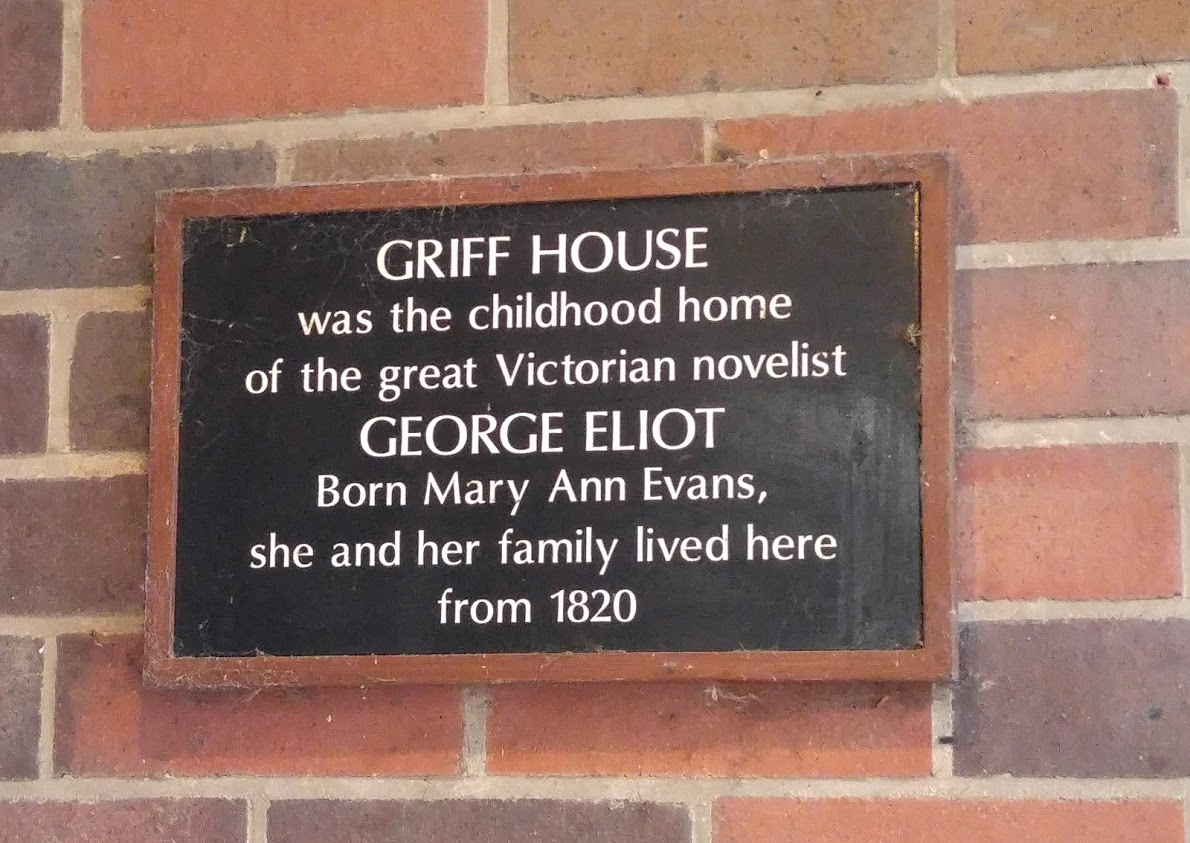 GRIFF HOUSE
was the childhood home
of the great Victorian novelist
GEORGE ELIOT
Born Mary Ann Evans,
she and her family lived here
from 1820